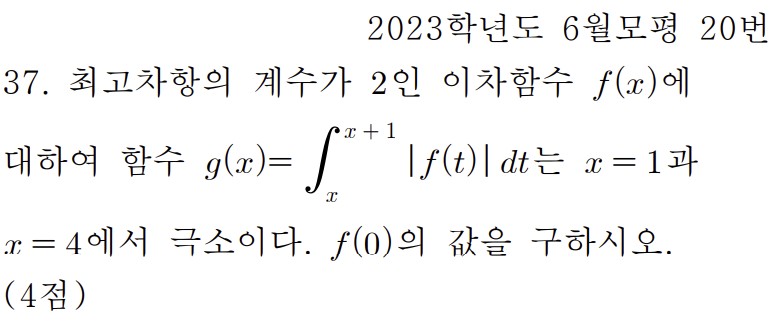 2023학년도 6월모평 20번
37. 최고차항의 계수가 2인 이차함수 f(x)에
대하여 함수 g(x)=∫ₓˣ⁺¹ |f(t)| dt는 x=1과
x=4에서 극소이다. f(0)의 값을 구하시오.
(4점)